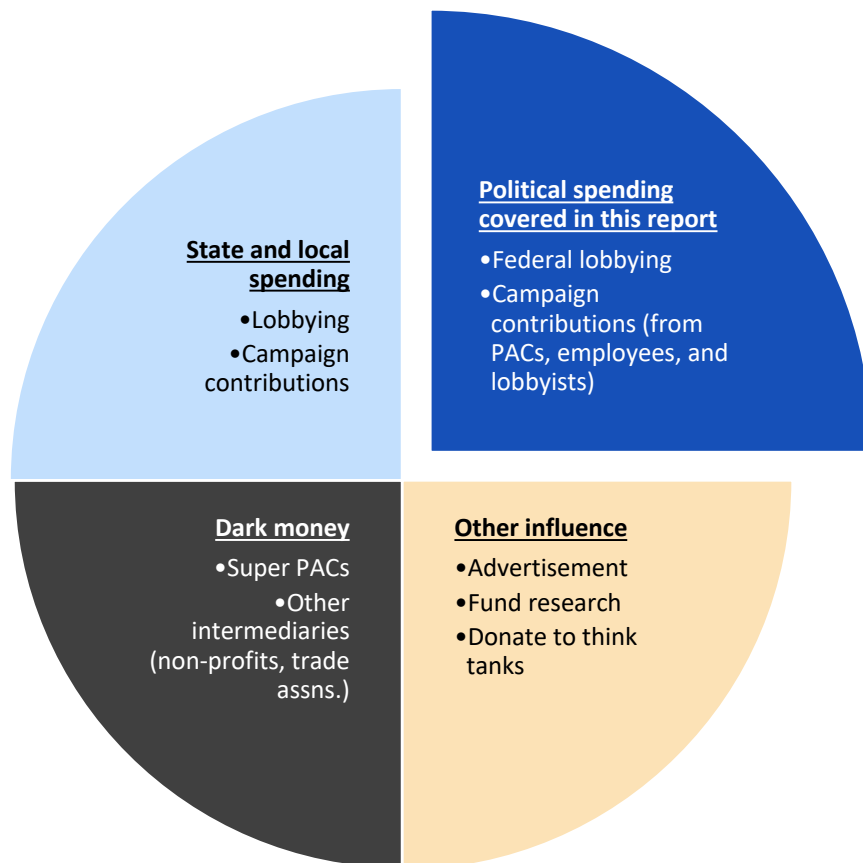 State and local
spending
•Lobbying
•Campaign
contributions
Political spending
covered in this report
•Federal lobbying
•Campaign
contributions (from
PACs, employees, and
lobbyists)
Dark money
•Super PACs
•Other
intermediaries
(non-profits, trade
assns.)
Other influence
•Advertisement
•Fund research
•Donate to think
tanks